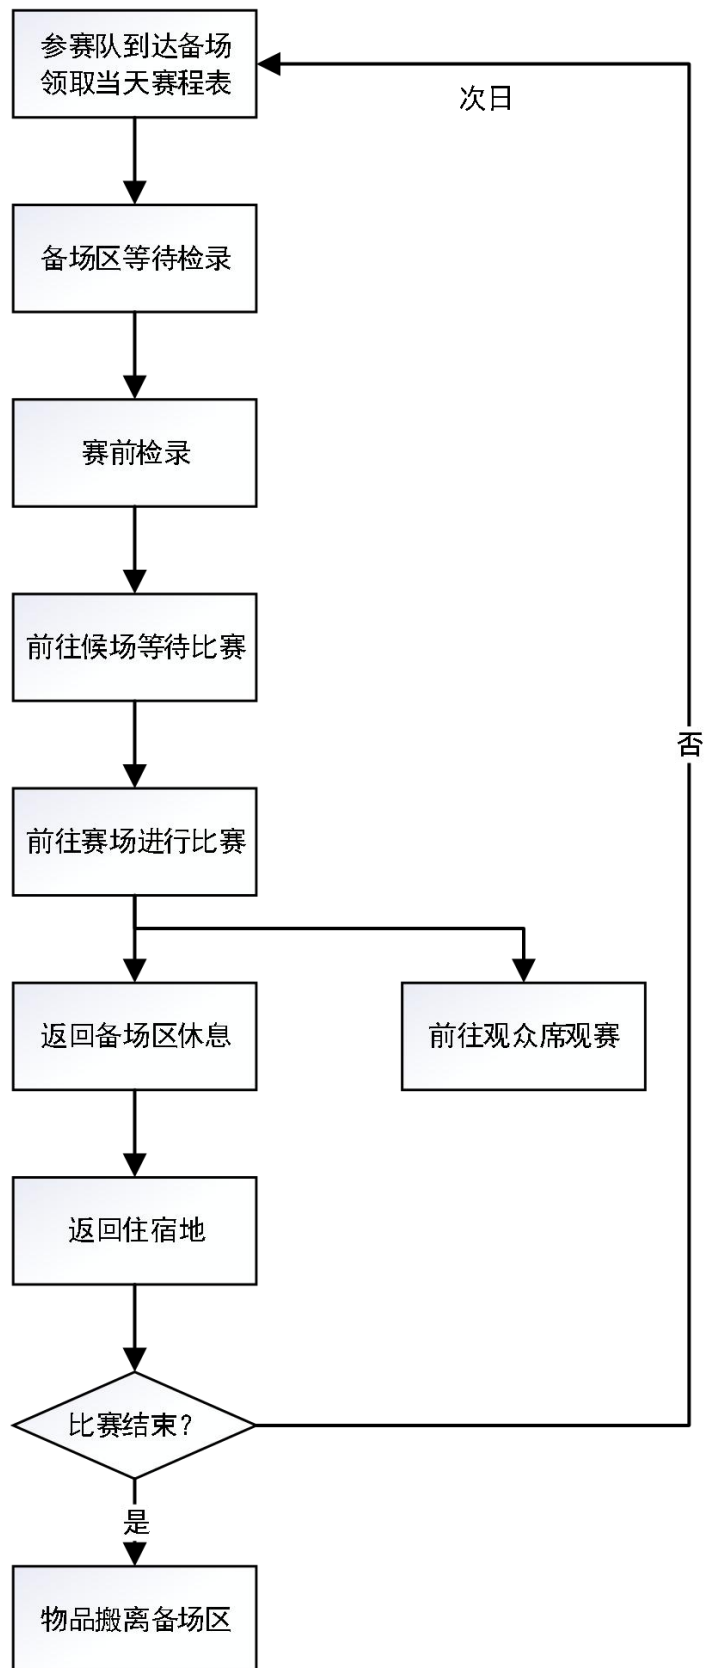 参赛队到达备场
领取当天赛程表
次日
备场区等待检录
赛前检录
前往候场等待比赛
否
前往赛场进行比赛
返回备场区休息
前往观众席观赛
返回住宿地
比赛结束？
是
物品搬离备场区